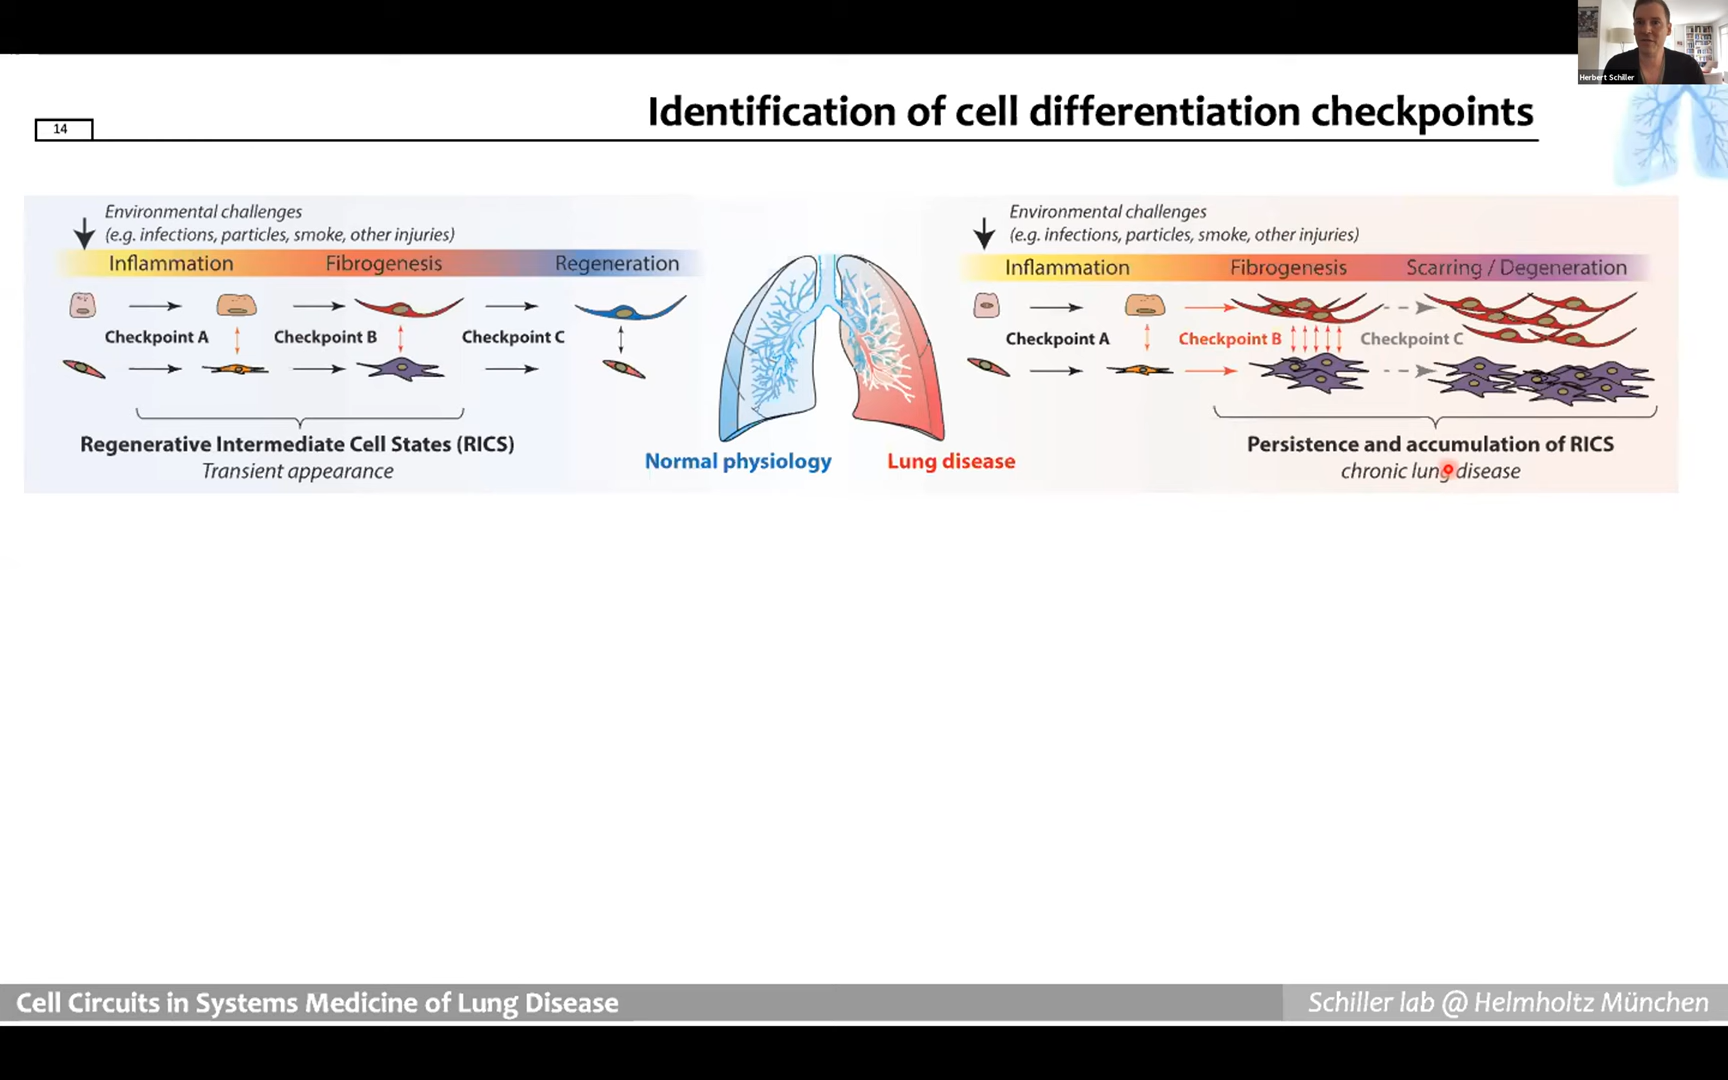 Herbert Schiller
Identification of cell differentiation checkpoints
14
Environmental challenges
(e.g. infections, particles, smoke, other injuries)
Inflammation Fibrogenesis Regeneration
Checkpoint A Checkpoint B Checkpoint C
Regenerative Intermediate Cell States (RICS)
Transient appearance
Normal physiology Lung disease
Environmental challenges
(e.g. infections, particles, smoke, other injuries)
Inflammation Fibrogenesis Scarring / Degeneration
Checkpoint A Checkpoint B Checkpoint C
Persistence and accumulation of RICS
chronic lung disease
Cell Circuits in Systems Medicine of Lung Disease
Schiller lab @ Helmholtz München